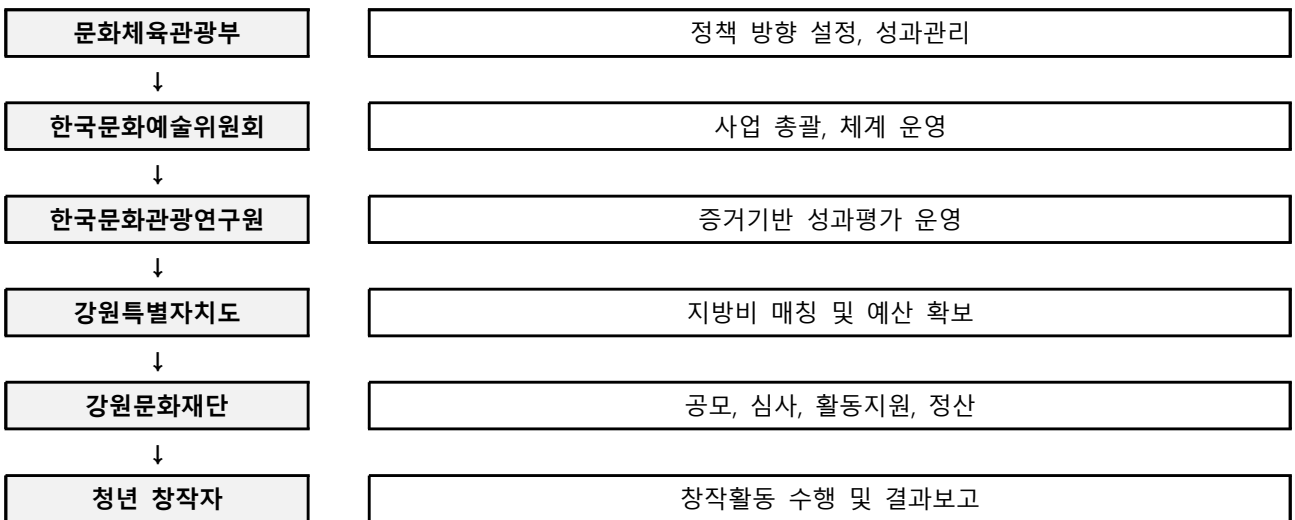 문화체육관광부 정책 방향 설정, 성과관리
↓
한국문화예술위원회 사업 총괄, 체계 운영
↓
한국문화관광연구원 증거기반 성과평가 운영
↓
강원특별자치도 지방비 매칭 및 예산 확보
↓
강원문화재단 공모, 심사, 활동지원, 정산
↓
청년 창작자 창작활동 수행 및 결과보고